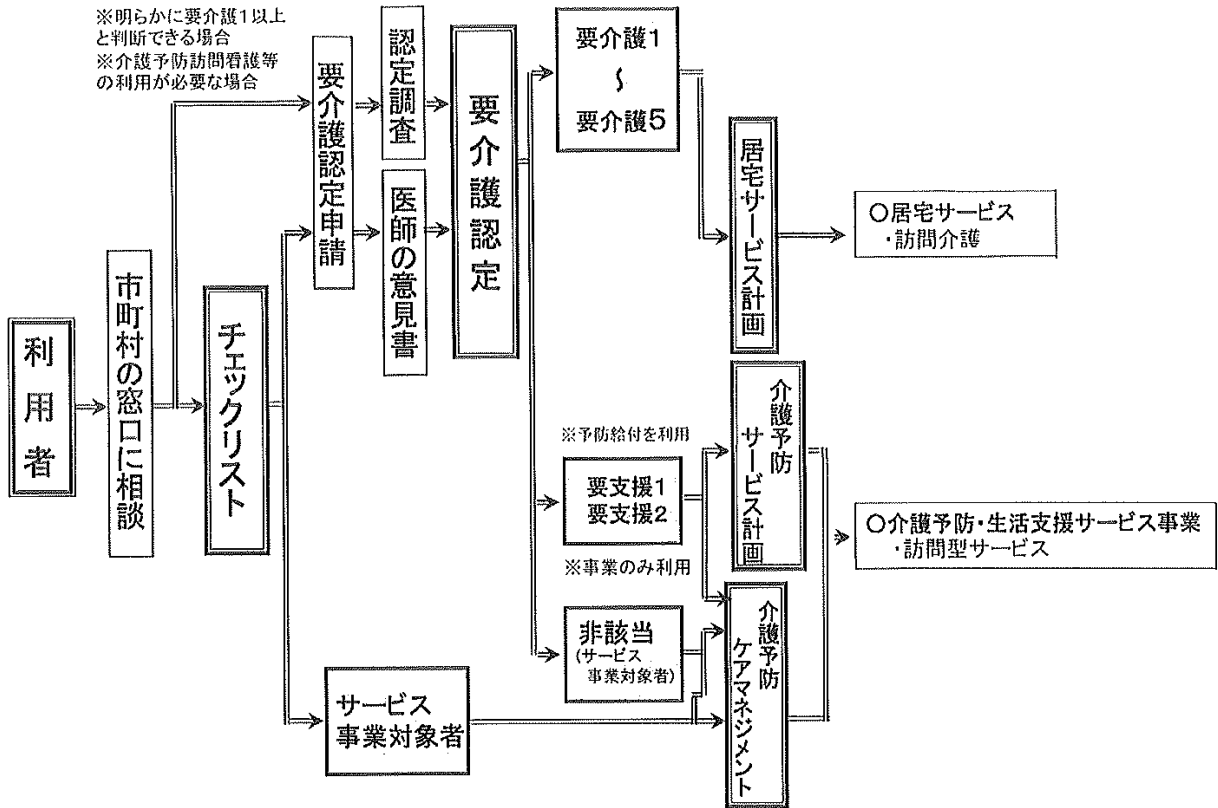 ※明らかに要介護1以上
と判断できる場合
※介護予防訪問看護等
の利用が必要な場合
利用者
市町村の窓口に相談
チェックリスト
要介護認定申請
認定調査
医師の意見書
要介護認定
要介護1
~
要介護5
居宅サービス計画
○居宅サービス
・訪問介護
※予防給付を利用
要支援1
要支援2
※事業のみ利用
非該当
(サービス
事業対象者)
サービス
事業対象者
介護予防
サービス計画
介護予防
ケアマネジメント
○介護予防・生活支援サービス事業
・訪問型サービス